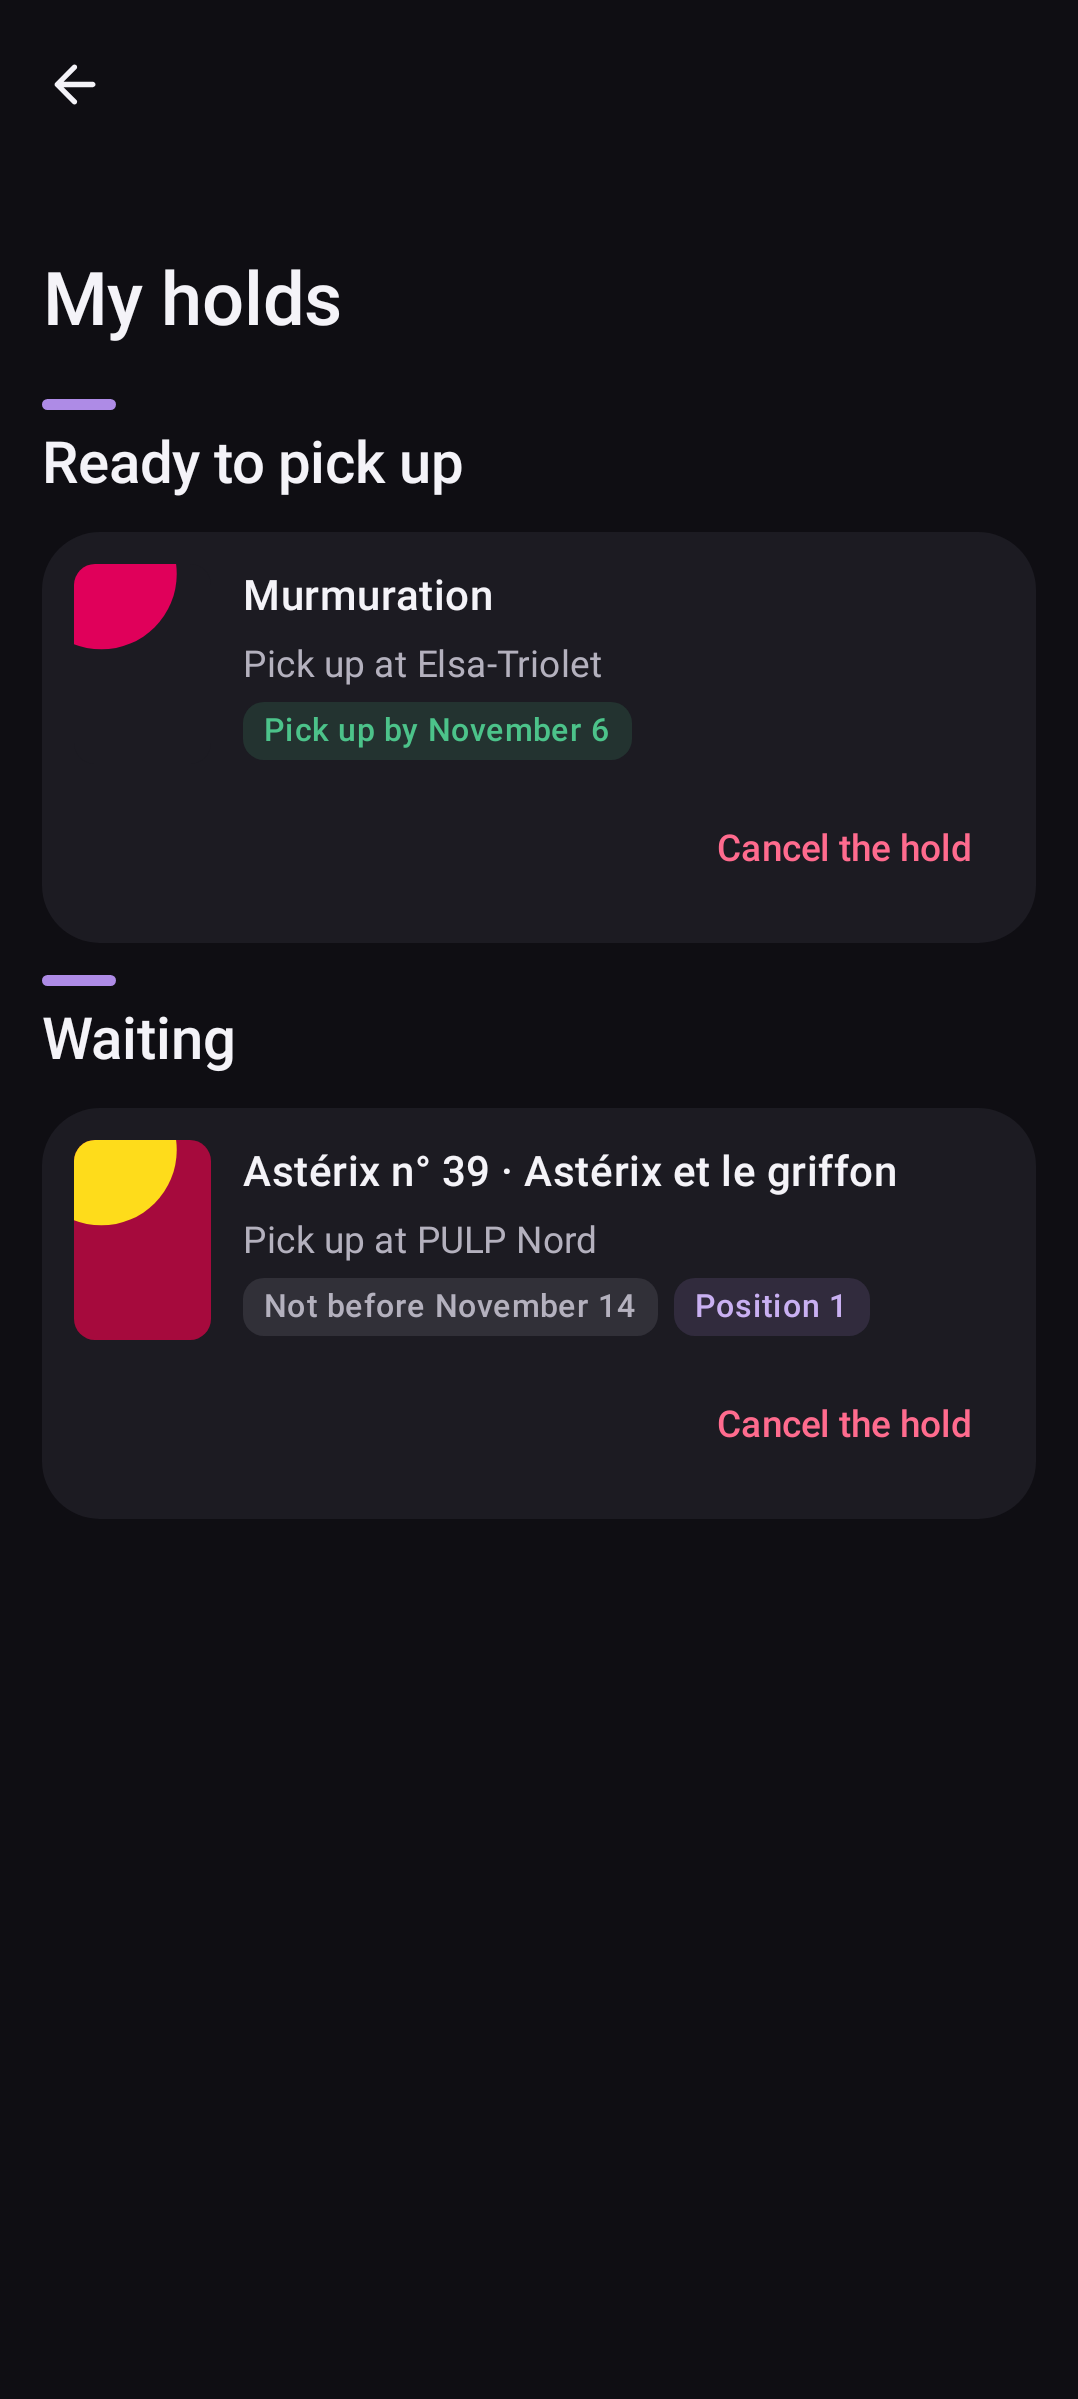 My holds
Ready to pick up
Murmuration
Pick up at Elsa-Triolet
Pick up by November 6
Cancel the hold
Waiting
Astérix n° 39 · Astérix et le griffon
Pick up at PULP Nord
Not before November 14 Position 1
Cancel the hold